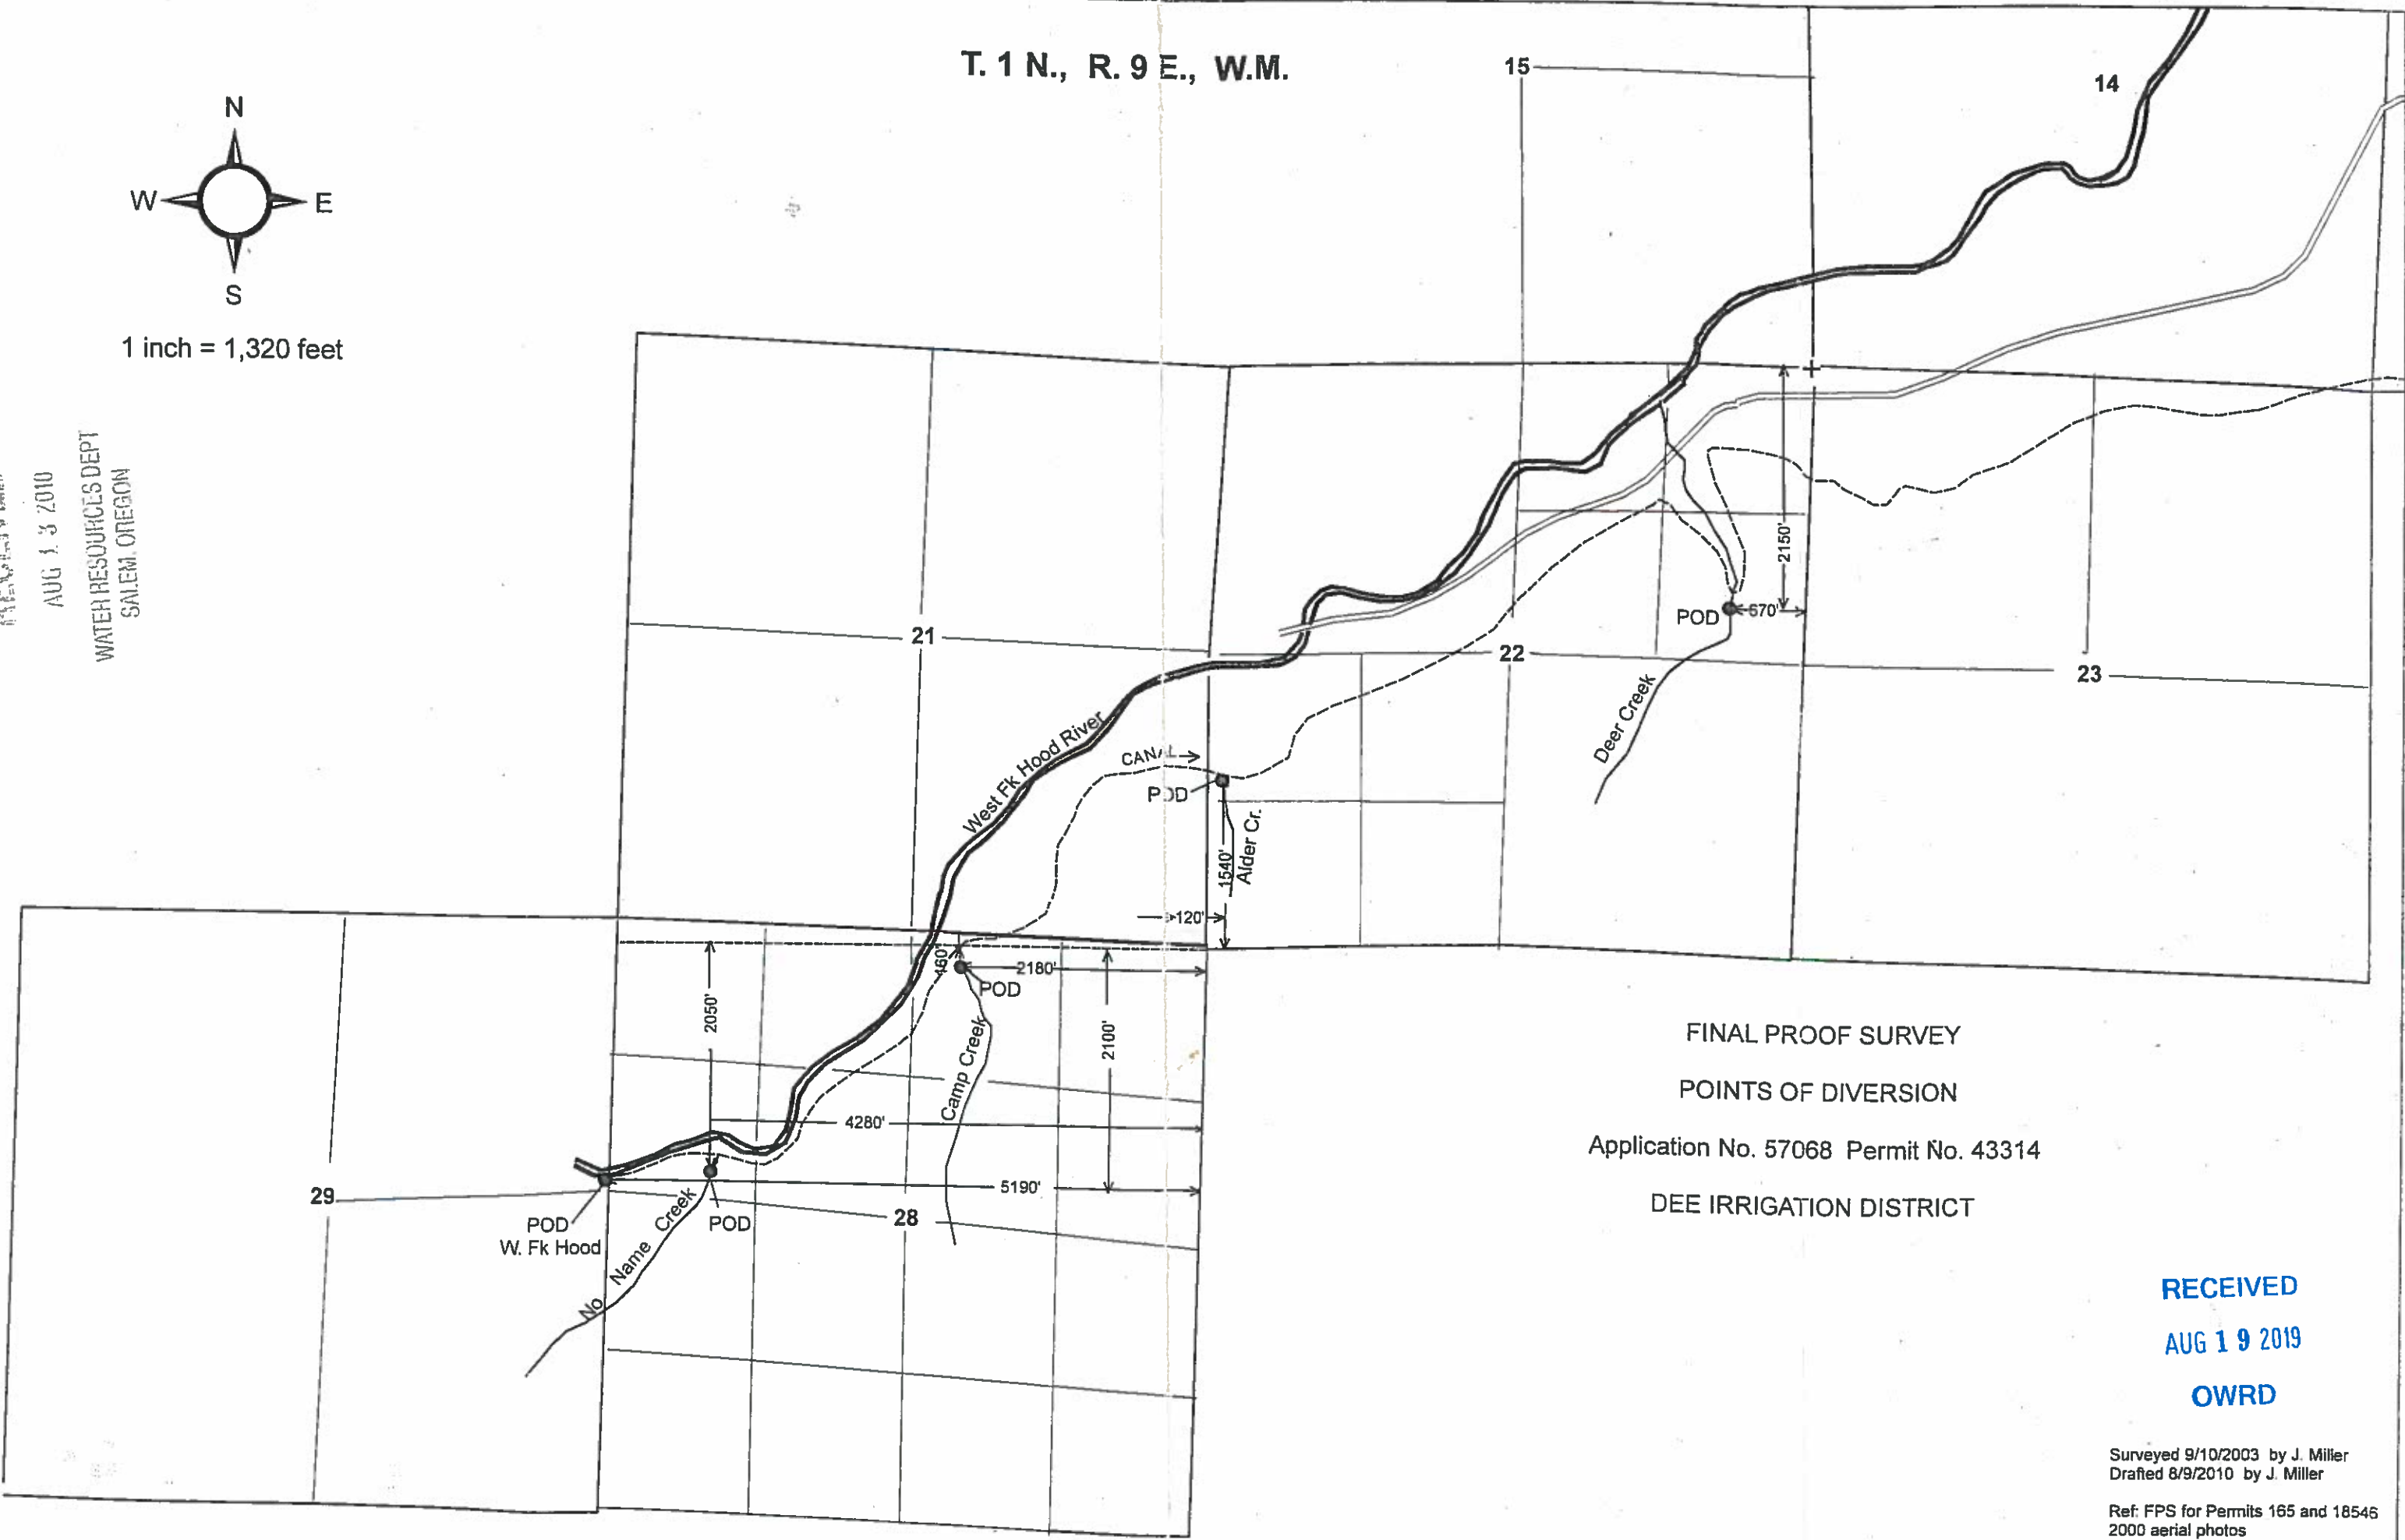 T. 1 N., R. 9 E., W.M.
15
14
N
W
E
S
1 inch = 1,320 feet
AUG 1 3 2010
WATER RESOURCES DEPT
SALEM, OREGON
21
22
23
2150'
POD
670'
Deer Creek
West Fk Hood River
CANAL
POD
1540'
Alder Cr.
120'
460'
2180'
POD
2050'
2100'
Camp Creek
4280'
5190'
29
28
POD
W. Fk Hood
POD
No Name Creek
FINAL PROOF SURVEY
POINTS OF DIVERSION
Application No. 57068 Permit No. 43314
DEE IRRIGATION DISTRICT
RECEIVED
AUG 1 9 2019
OWRD
Surveyed 9/10/2003 by J. Miller
Drafted 8/9/2010 by J. Miller
Ref: FPS for Permits 165 and 18546
2000 aerial photos